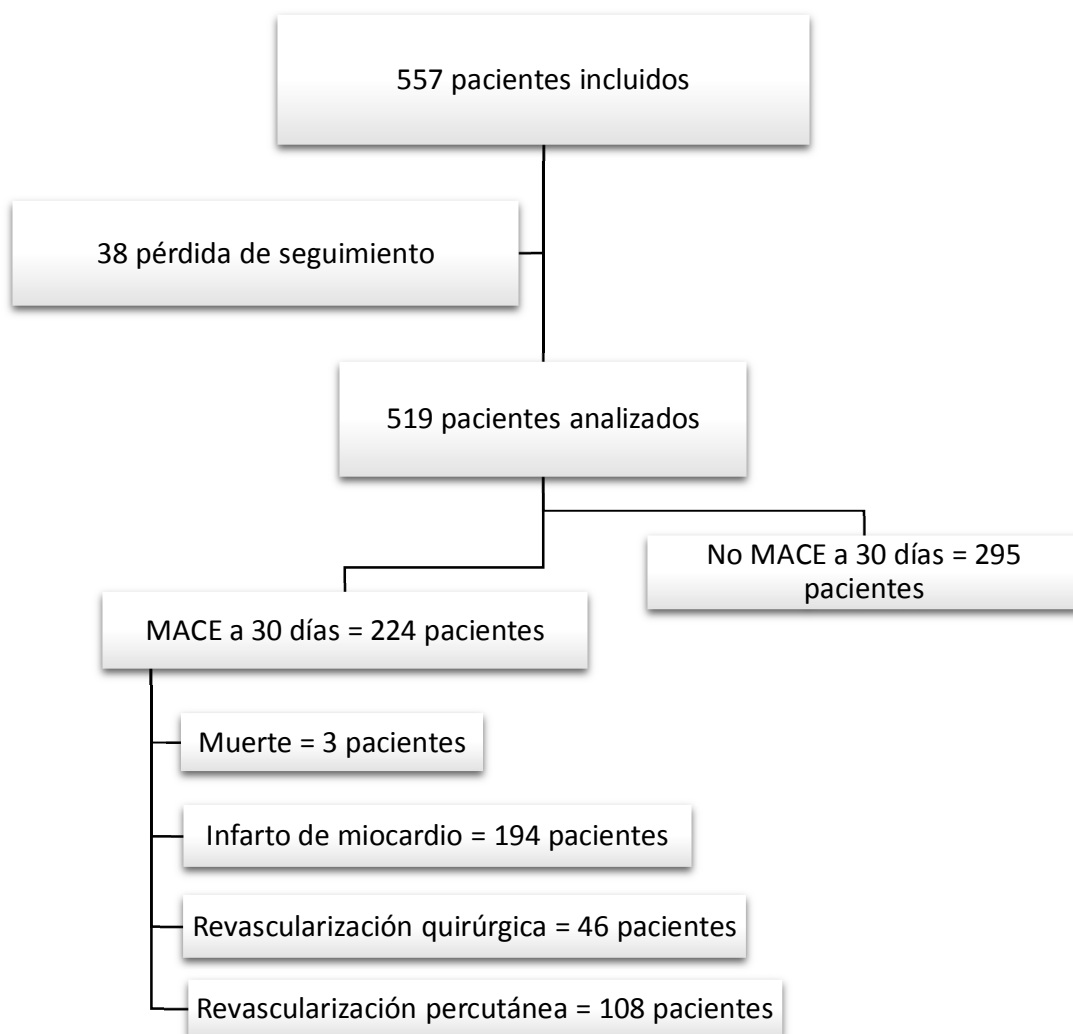 557 pacientes incluidos
38 pérdida de seguimiento
519 pacientes analizados
No MACE a 30 días = 295
pacientes
MACE a 30 días = 224 pacientes
Muerte = 3 pacientes
Infarto de miocardio = 194 pacientes
Revascularización quirúrgica = 46 pacientes
Revascularización percutánea = 108 pacientes